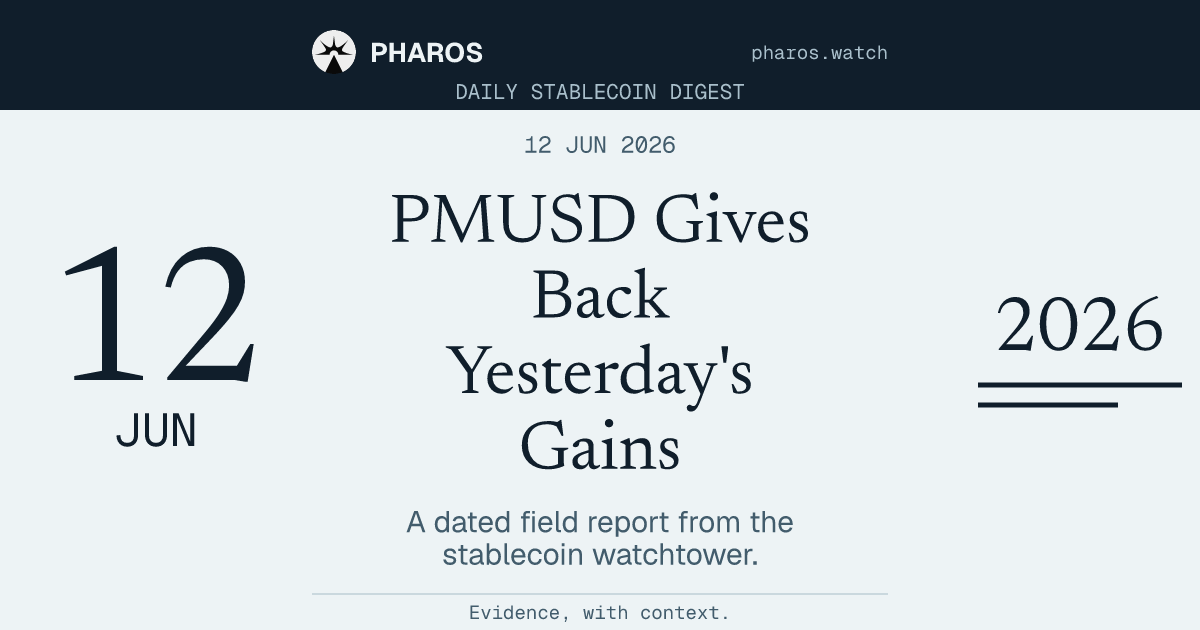 PHAROS
pharos.watch
DAILY STABLECOIN DIGEST
12 JUN 2026
PMUSD Gives
Back
Yesterday's
Gains
12
JUN
2026
A dated field report from the
stablecoin watchtower.
Evidence, with context.